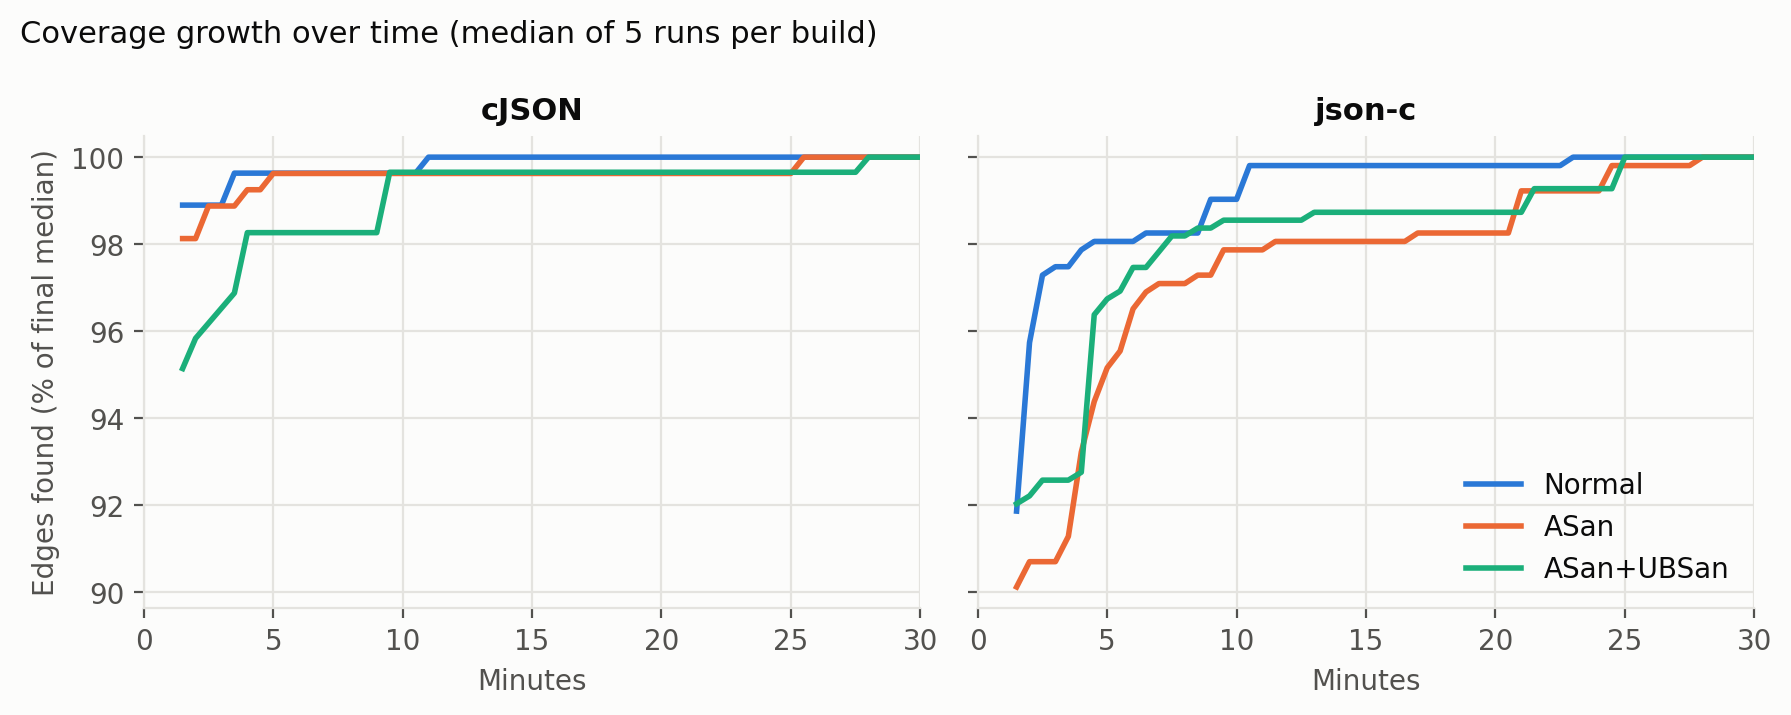 Coverage growth over time (median of 5 runs per build)
cJSON
json-c
Edges found (% of final median)
100
98
96
94
92
90
0 5 10 15 20 25 30
0 5 10 15 20 25 30
Minutes
Minutes
Normal
ASan
ASan+UBSan